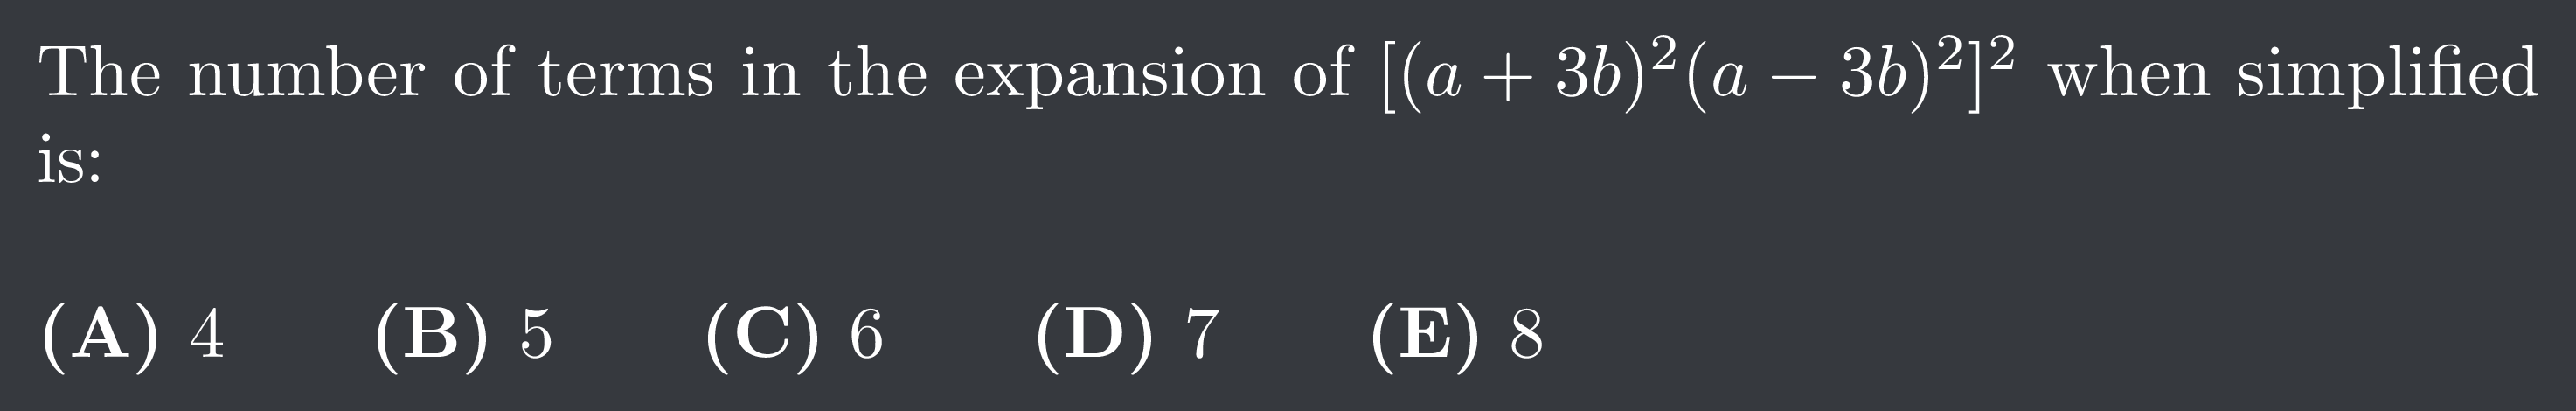 The number of terms in the expansion of $[(a+3b)^2(a-3b)^2]^2$ when simplified
is:
(A) 4 (B) 5 (C) 6 (D) 7 (E) 8